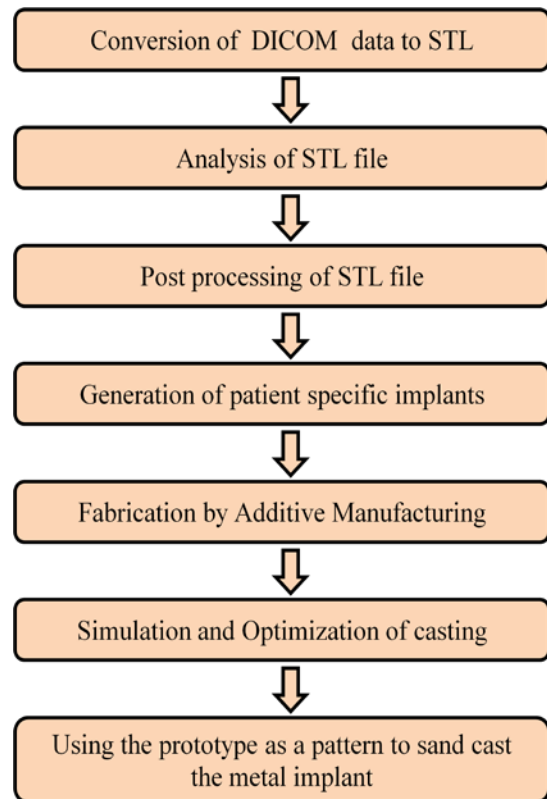 Conversion of DICOM data to STL
Analysis of STL file
Post processing of STL file
Generation of patient specific implants
Fabrication by Additive Manufacturing
Simulation and Optimization of casting
Using the prototype as a pattern to sand cast
the metal implant